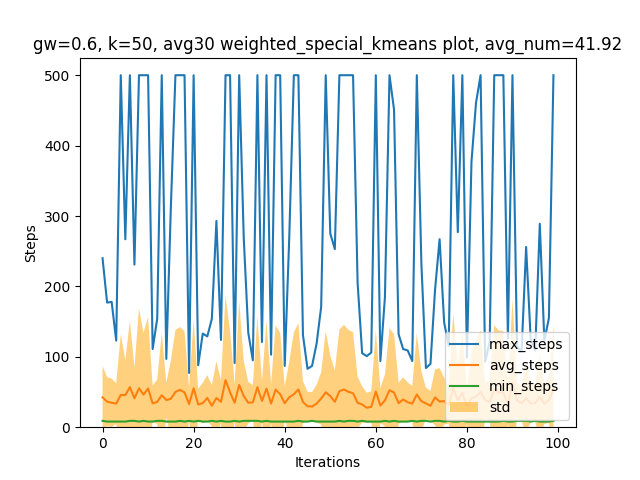 gw=0.6, k=50, avg30 weighted_special_kmeans plot, avg_num=41.92
500
400
300
200
100
0
Steps
0
20
40
60
80
100
Iterations
max_steps
avg_steps
min_steps
std